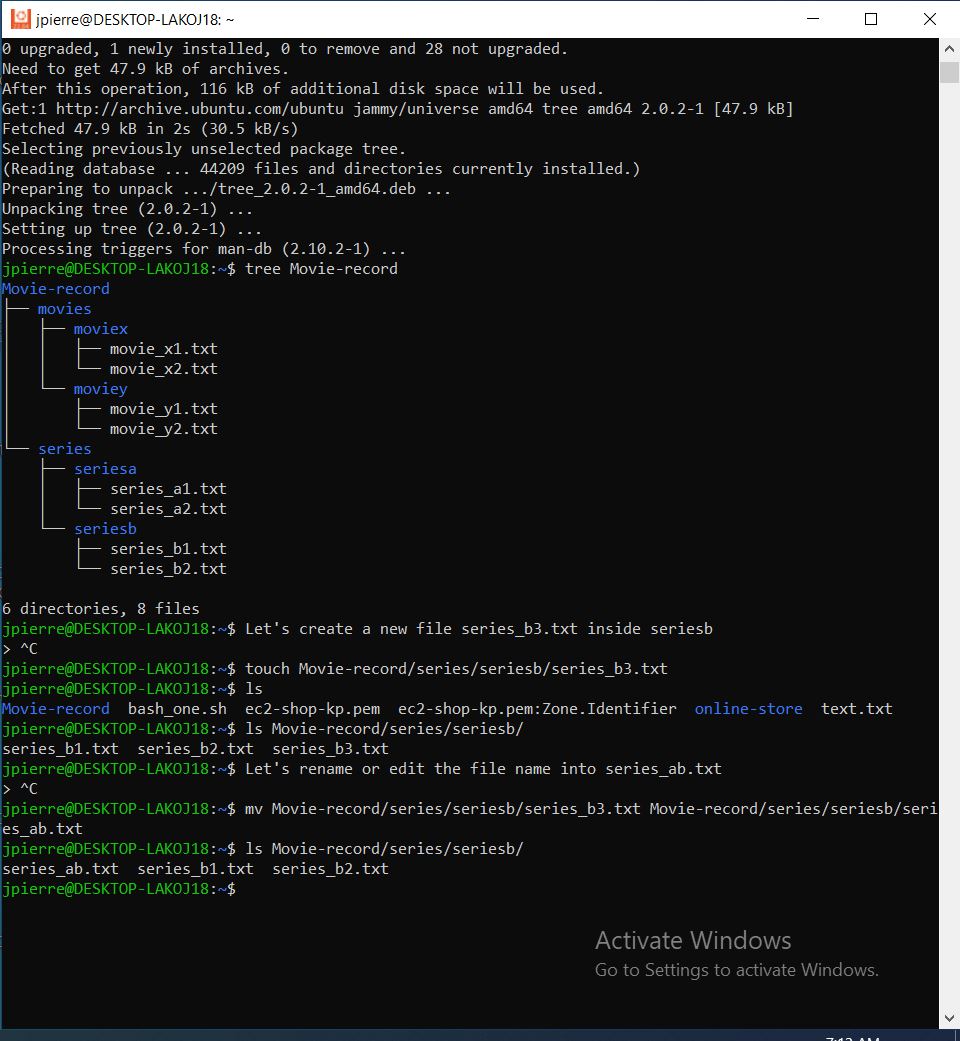 jpierre@DESKTOP-LAKOJ18: ~
0 upgraded, 1 newly installed, 0 to remove and 28 not upgraded.
Need to get 47.9 kB of archives.
After this operation, 116 kB of additional disk space will be used.
Get:1 http://archive.ubuntu.com/ubuntu jammy/universe amd64 tree amd64 2.0.2-1 [47.9 kB]
Fetched 47.9 kB in 2s (30.5 kB/s)
Selecting previously unselected package tree.
(Reading database ... 44209 files and directories currently installed.)
Preparing to unpack .../tree_2.0.2-1_amd64.deb ...
Unpacking tree (2.0.2-1) ...
Setting up tree (2.0.2-1) ...
Processing triggers for man-db (2.10.2-1) ...
jpierre@DESKTOP-LAKOJ18:~$ tree Movie-record
Movie-record
├── movies
│   ├── moviex
│   │   ├── movie_x1.txt
│   │   └── movie_x2.txt
│   └── moviey
│       ├── movie_y1.txt
│       └── movie_y2.txt
└── series
    ├── seriesa
    │   ├── series_a1.txt
    │   └── series_a2.txt
    └── seriesb
        ├── series_b1.txt
        └── series_b2.txt
6 directories, 8 files
jpierre@DESKTOP-LAKOJ18:~$ Let's create a new file series_b3.txt inside seriesb
> ^C
jpierre@DESKTOP-LAKOJ18:~$ touch Movie-record/series/seriesb/series_b3.txt
jpierre@DESKTOP-LAKOJ18:~$ ls
Movie-record  bash_one.sh  ec2-shop-kp.pem  ec2-shop-kp.pem:Zone.Identifier  online-store  text.txt
jpierre@DESKTOP-LAKOJ18:~$ ls Movie-record/series/seriesb/
series_b1.txt  series_b2.txt  series_b3.txt
jpierre@DESKTOP-LAKOJ18:~$ Let's rename or edit the file name into series_ab.txt
> ^C
jpierre@DESKTOP-LAKOJ18:~$ mv Movie-record/series/seriesb/series_b3.txt Movie-record/series/seriesb/seri
es_ab.txt
jpierre@DESKTOP-LAKOJ18:~$ ls Movie-record/series/seriesb/
series_ab.txt  series_b1.txt  series_b2.txt
jpierre@DESKTOP-LAKOJ18:~$
Activate Windows
Go to Settings to activate Windows.